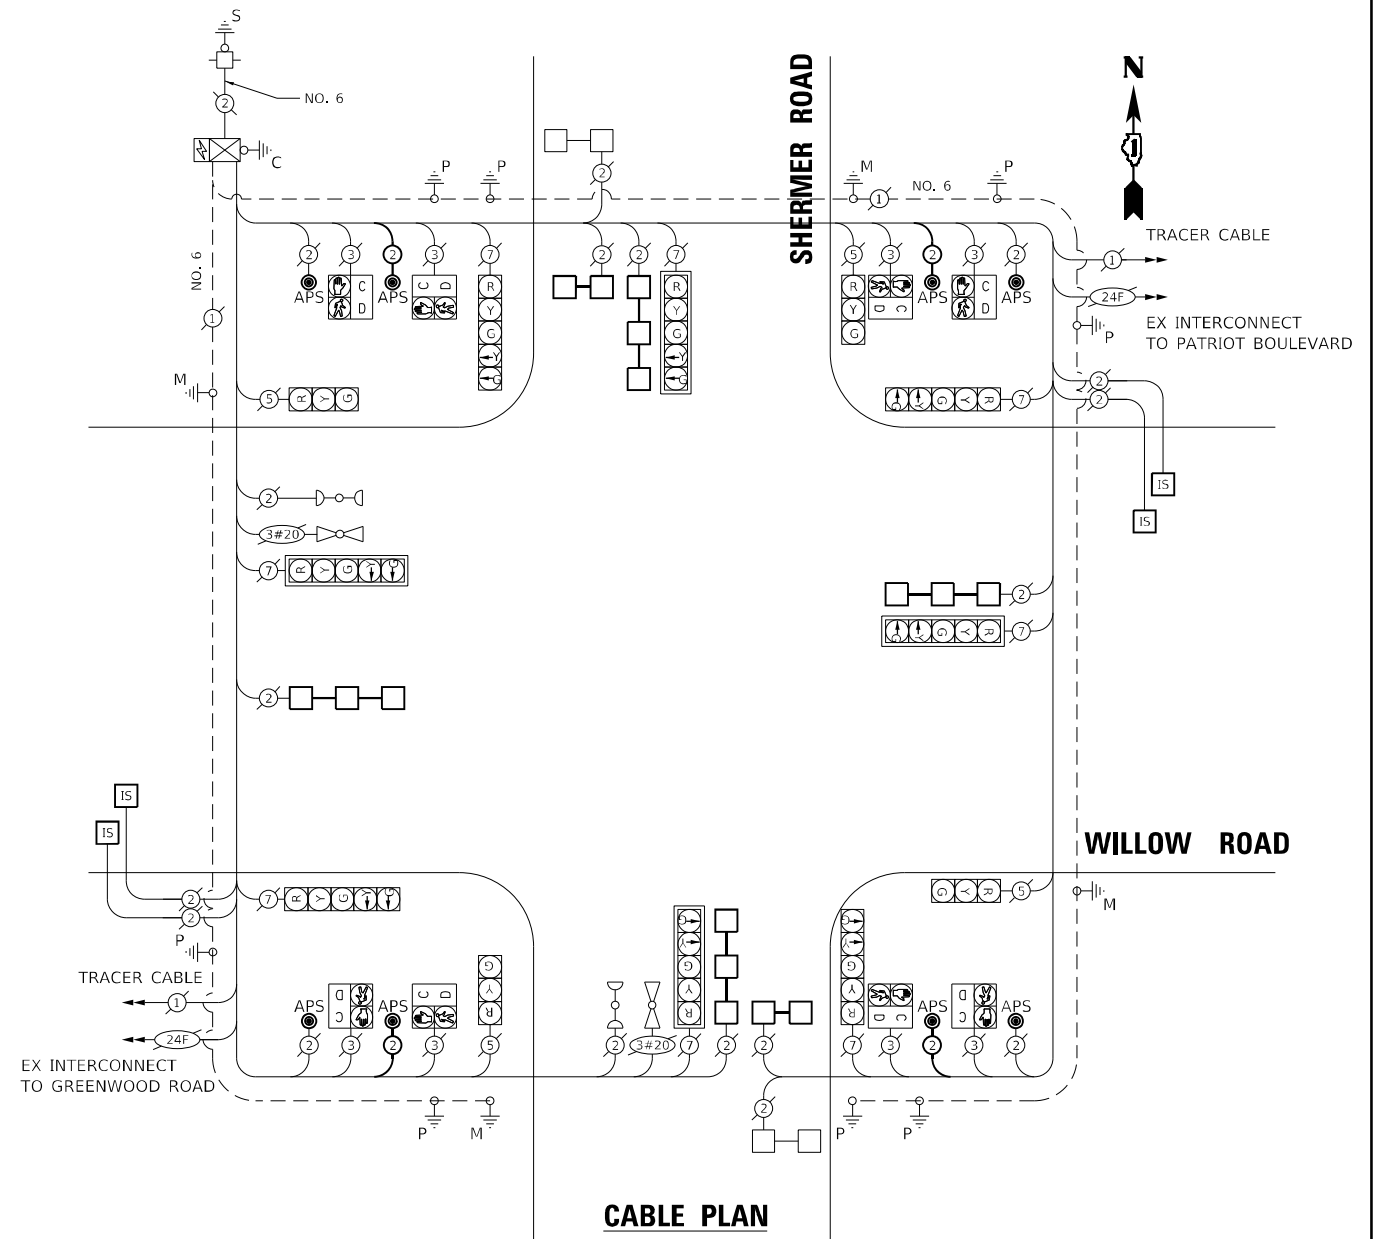 S
NO. 6
2
C
SHERMER ROAD
N
P P M NO. 6 1 P
2
TRACER CABLE
1
24F
EX INTERCONNECT
TO PATRIOT BOULEVARD
P
NO. 6
1
2 3 2 3 7 2 2 7 5 3 2 3 2
APS C D APS C D R Y G Y G
R Y G Y G
R Y G C D APS C D APS
M
5 R Y G
G Y G Y R 7
2
2
IS
IS
2
3#20
7 R Y G Y G
2
G Y G Y R 7
2
IS
IS
WILLOW ROAD
2
2
7 R Y G Y G
G Y R 5
M
P
TRACER CABLE
1
24F
EX INTERCONNECT
TO GREENWOOD ROAD
APS D C APS C D G Y R
G Y G Y R
G Y G Y R D C APS D C APS
2 3 2 3 5 2 3#20 7 2 2 7 3 2 3 2
2
P M P P
CABLE PLAN